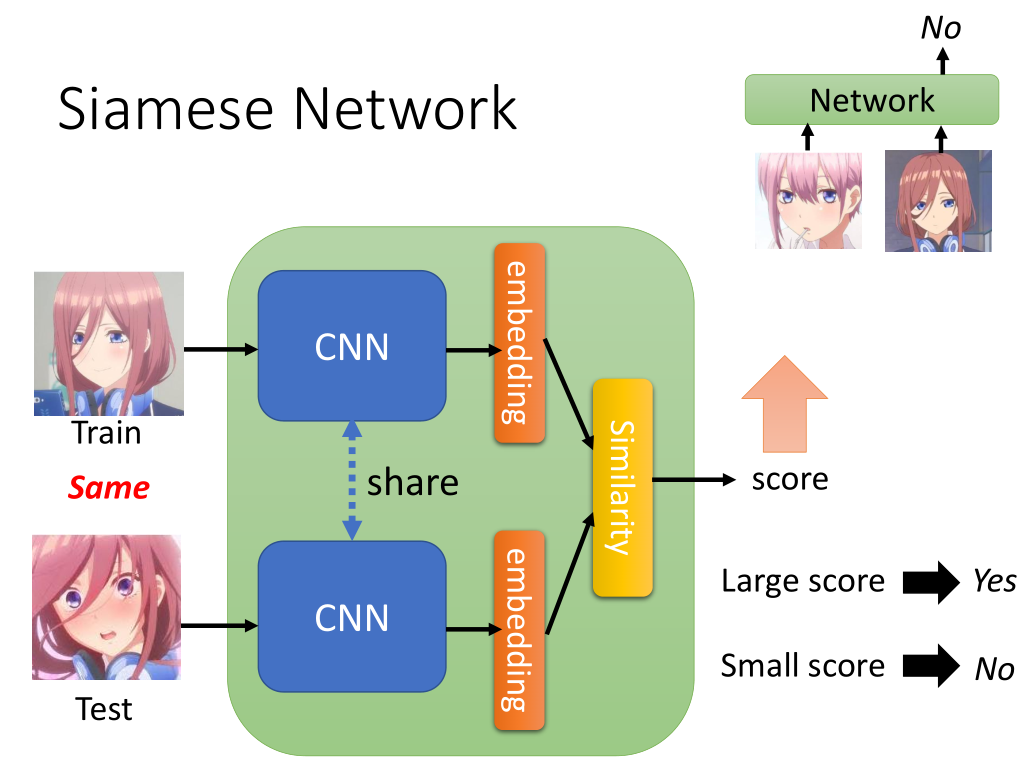 No
Network
Siamese Network
CNN
embedding
Train
Same
share
Similarity
score
CNN
embedding
Test
Large score
Yes
Small score
No